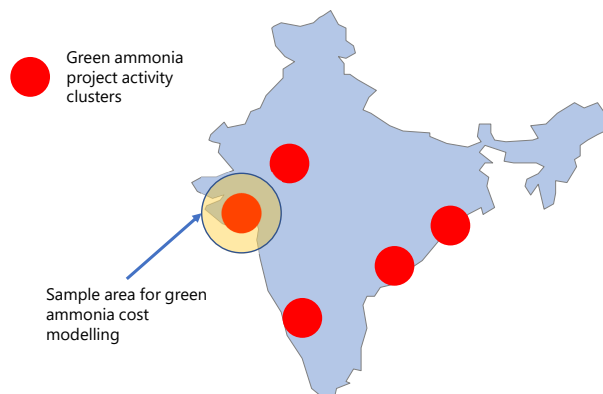 Green ammonia
project activity
clusters
Sample area for green
ammonia cost
modelling